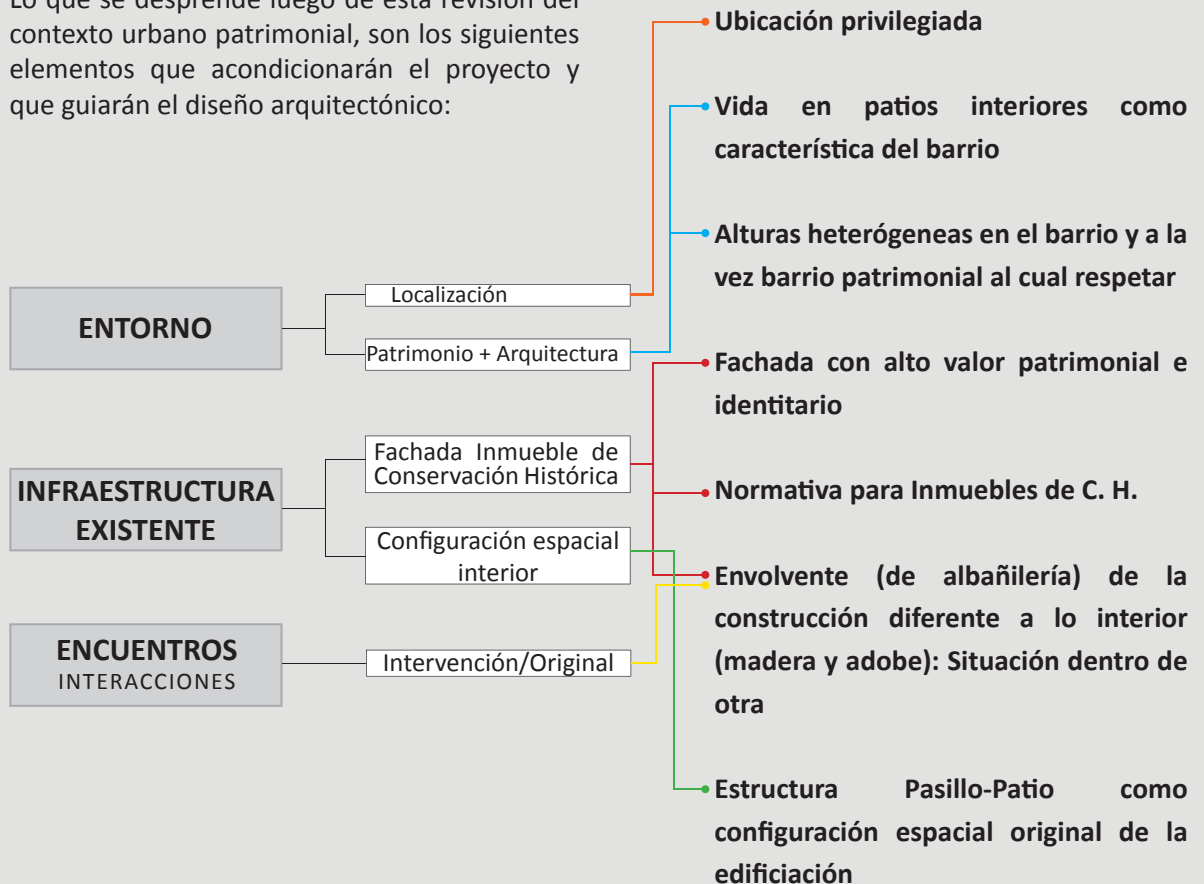 Lo que se desprende luego de esta revisión del
contexto urbano patrimonial, son los siguientes
elementos que acondicionarán el proyecto y
que guiarán el diseño arquitectónico:
ENTORNO
Localización
Patrimonio + Arquitectura
INFRAESTRUCTURA
EXISTENTE
Fachada Inmueble de
Conservación Histórica
Configuración espacial
interior
ENCUENTROS
INTERACCIONES
Intervención/Original
Ubicación privilegiada
Vida en patios interiores como
característica del barrio
Alturas heterógeneas en el barrio y a la
vez barrio patrimonial al cual respetar
Fachada con alto valor patrimonial e
identitario
Normativa para Inmuebles de C. H.
Envolvente (de albañilería) de la
construcción diferente a lo interior
(madera y adobe): Situación dentro de
otra
Estructura Pasillo-Patio como
configuración espacial original de la
edificiación